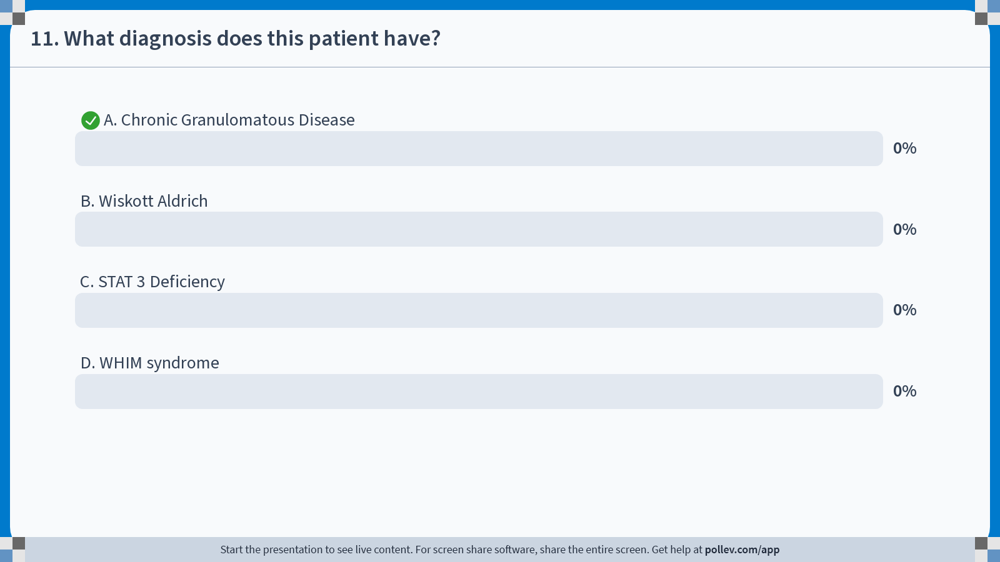 11. What diagnosis does this patient have?
A. Chronic Granulomatous Disease
0%
B. Wiskott Aldrich
0%
C. STAT 3 Deficiency
0%
D. WHIM syndrome
0%
Start the presentation to see live content. For screen share software, share the entire screen. Get help at pollev.com/app